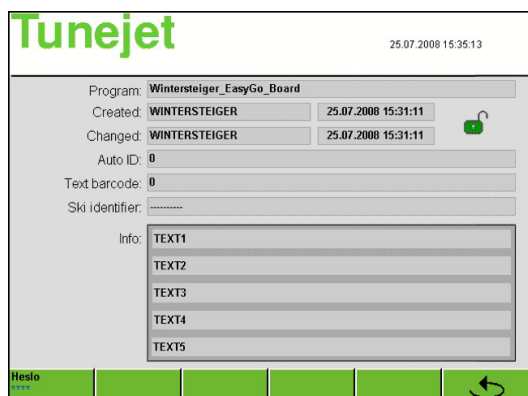 Tunejet
25.07.2008 15:35:13
Program: Wintersteiger_EasyGo_Board
Created: WINTERSTEIGER 25.07.2008 15:31:11
Changed: WINTERSTEIGER 25.07.2008 15:31:11
Auto ID: 0
Text barcode: 0
Ski identifier: ----------
Info: TEXT1
TEXT2
TEXT3
TEXT4
TEXT5
Heslo
****